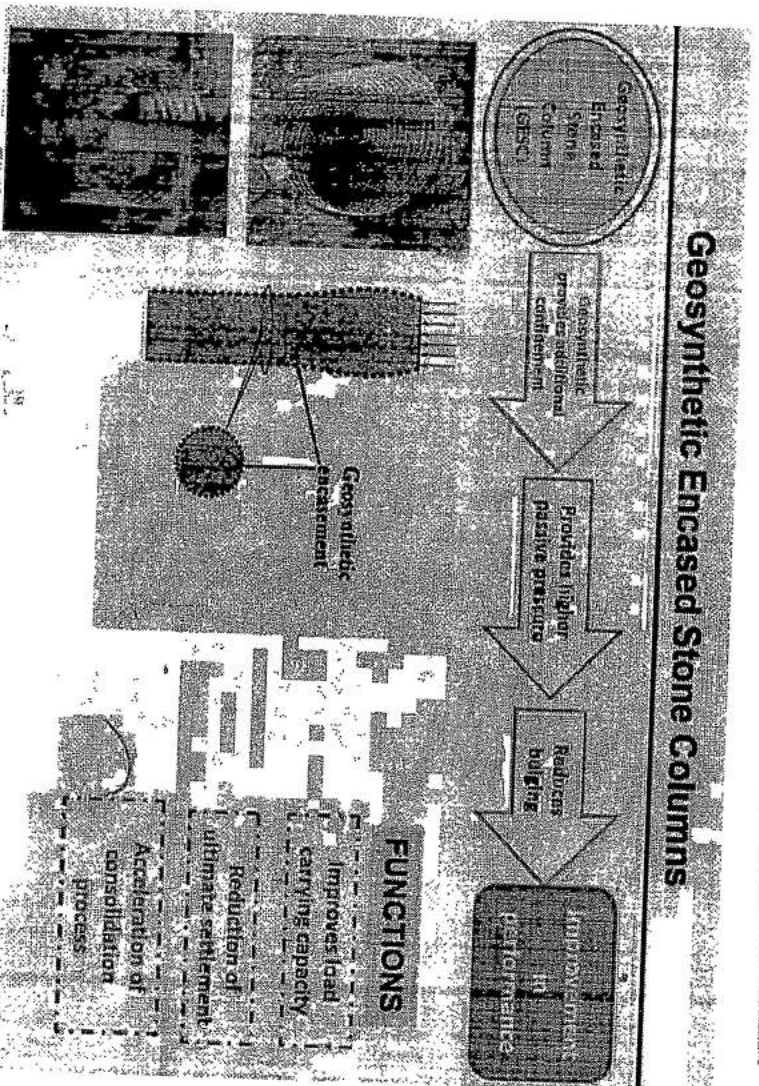 Geosynthetic Encased Stone Columns
Geosynthetic
Encased
Stone
Column
(GESC)
Geosynthetic
provides additional
confinement
Provides higher
passive pressure
Reduces
bulging
Improvement
in
Performance
Geosynthetic
encasement
FUNCTIONS
Improves load
carrying capacity
Reduction of
ultimate settlement
Acceleration of
consolidation
process